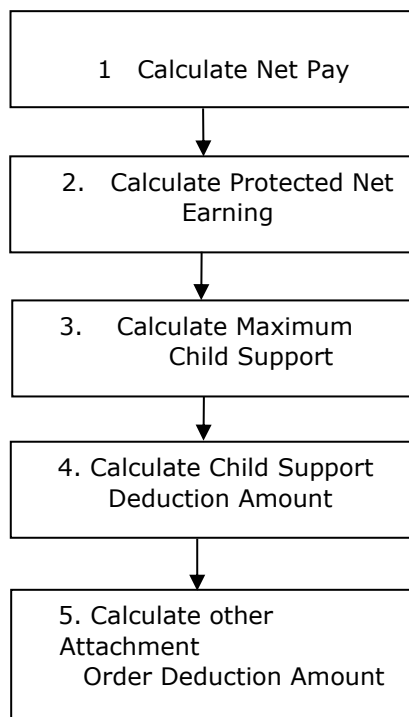 1 Calculate Net Pay
2. Calculate Protected Net
Earning
3. Calculate Maximum
Child Support
4. Calculate Child Support
Deduction Amount
5. Calculate other
Attachment
Order Deduction Amount